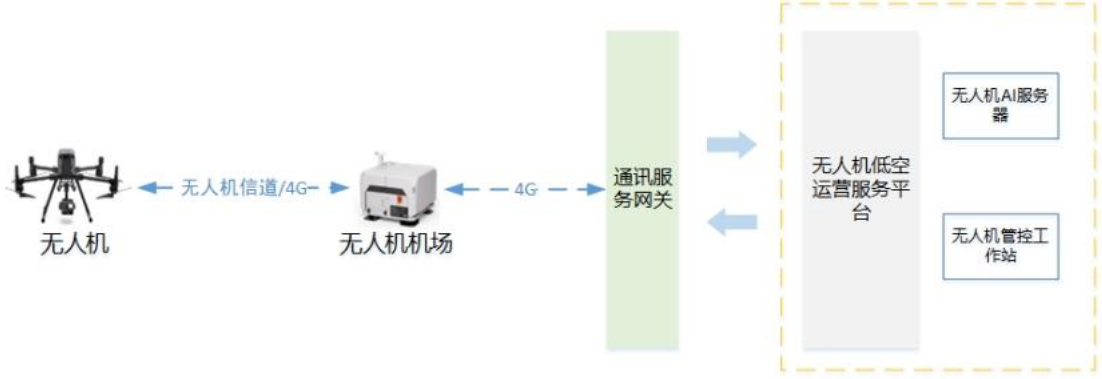 无人机
无人机信道/4G
无人机机场
4G
通讯服
务网关
无人机低空
运营服务平
台
无人机AI服务
器
无人机管控工
作站